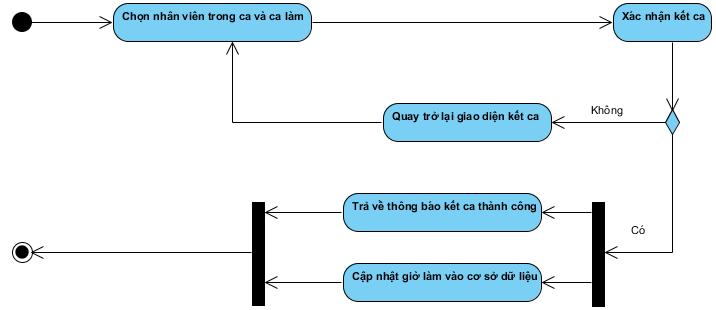 Chọn nhân viên trong ca và ca làm
Xác nhận kết ca
Không
Quay trở lại giao diện kết ca
Trả về thông báo kết ca thành công
Có
Cập nhật giờ làm vào cơ sở dữ liệu